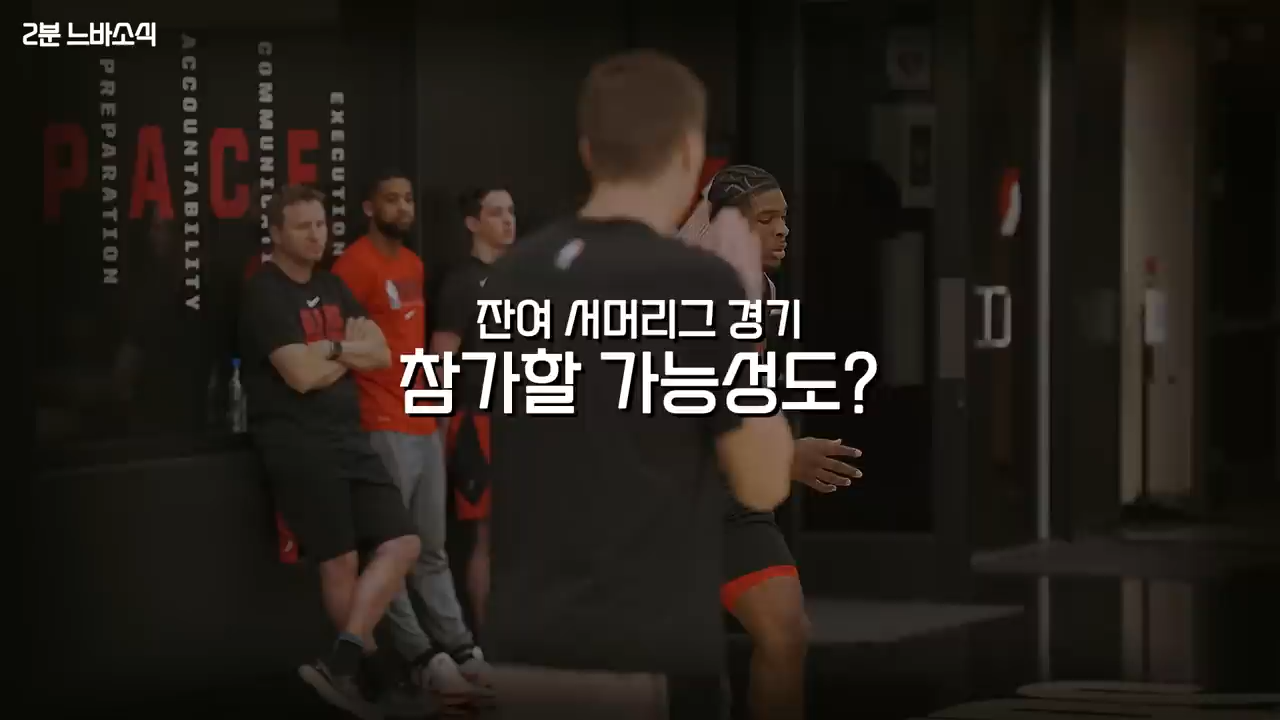 2분 느바소식
PREPARATION
ACCOUNTABILITY
EXECUTION
PACE
잔여 서머리그 경기
참가할 가능성도?